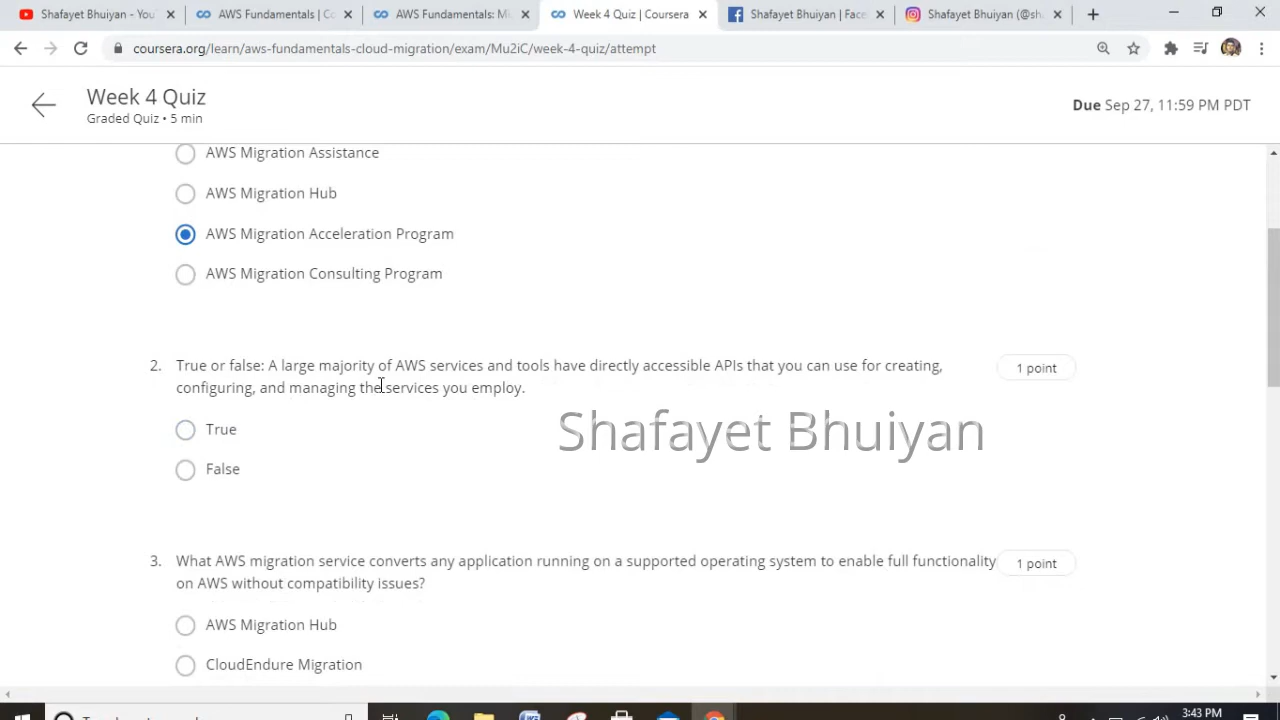 Shafayet Bhuiyan - You
AWS Fundamentals | Co
AWS Fundamentals: Mi
Week 4 Quiz | Coursera
Shafayet Bhuiyan | Face
Shafayet Bhuiyan (@sh
coursera.org/learn/aws-fundamentals-cloud-migration/exam/Mu2iC/week-4-quiz/attempt
Week 4 Quiz
Graded Quiz • 5 min
Due Sep 27, 11:59 PM PDT
AWS Migration Assistance
AWS Migration Hub
AWS Migration Acceleration Program
AWS Migration Consulting Program
2. True or false: A large majority of AWS services and tools have directly accessible APIs that you can use for creating,
configuring, and managing the services you employ.
1 point
True
False
Shafayet Bhuiyan
3. What AWS migration service converts any application running on a supported operating system to enable full functionality
on AWS without compatibility issues?
1 point
AWS Migration Hub
CloudEndure Migration
3:43 PM